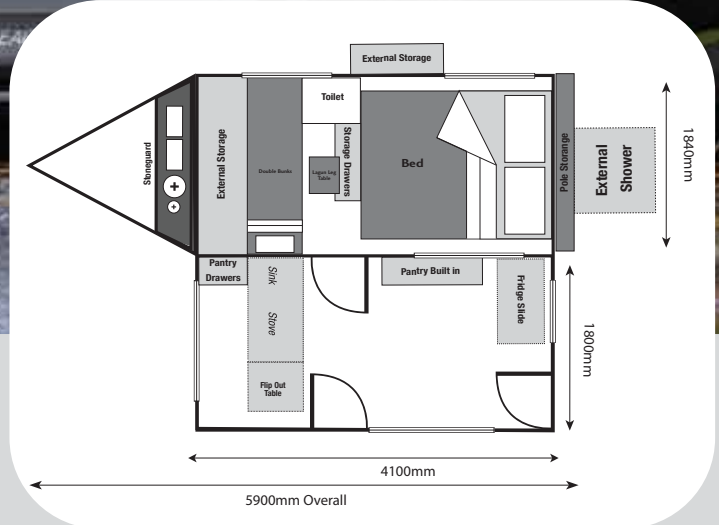 External Storage
Toilet
Stoneguard
External Storage
Double Bunks
Lagun Leg
Table
Storage Drawers
Bed
Pole Storange
External
Shower
1840mm
Pantry
Drawers
Sink
Stove
Flip Out
Table
Pantry Built in
Fridge Slide
1800mm
4100mm
5900mm Overall